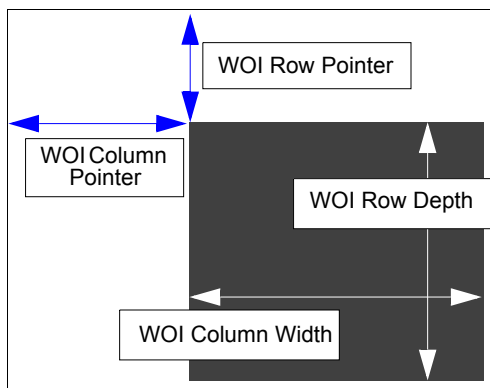 WOI Row Pointer
WOI Column
Pointer
WOI Row Depth
WOI Column Width